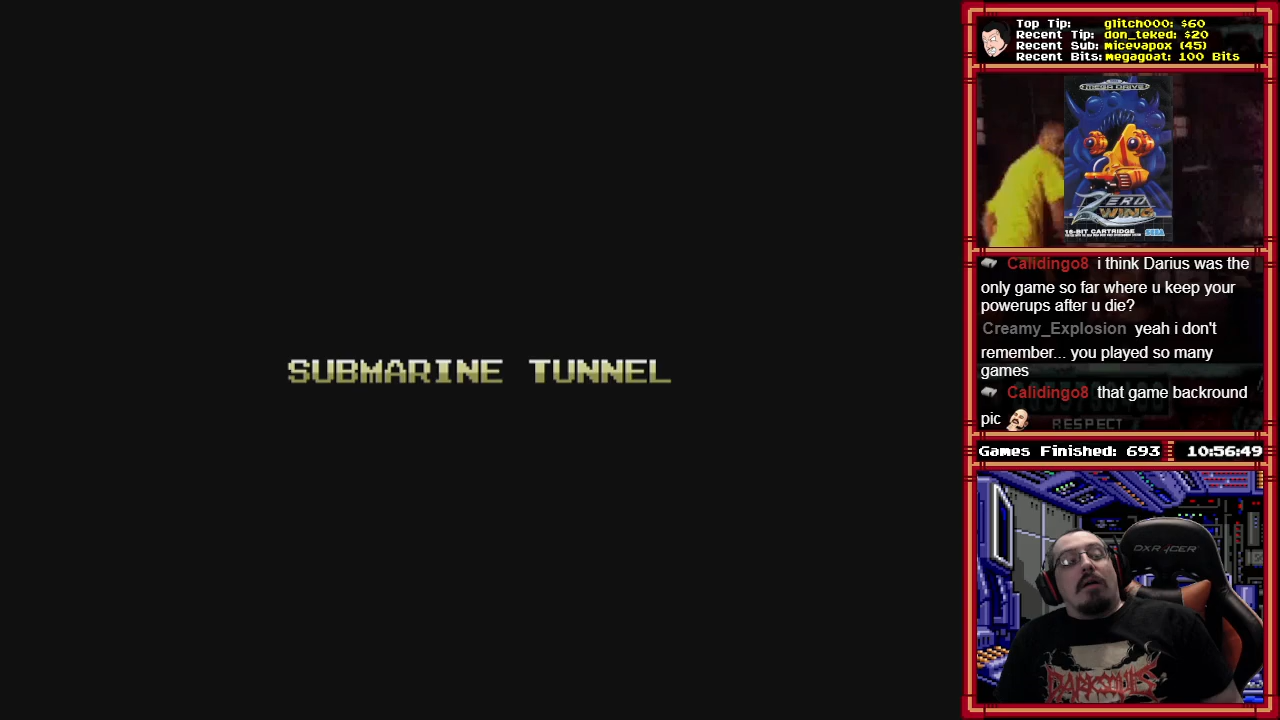 SUBMARINE TUNNEL
Top Tip: glitch000: $60
Recent Tip: don_teked: $20
Recent Sub: micevapox (45)
Recent Bits: megagoat: 100 Bits
MEGA DRIVE
ZERO
WING
16-BIT CARTRIDGE
SEGA
Calidingo8 i think Darius was the
only game so far where u keep your
powerups after u die?
Creamy_Explosion yeah i don't
remember... you played so many
games
Calidingo8 that game backround
pic
RESPECT
Games Finished: 693 10:56:49
DXRACER
DARKSOULS